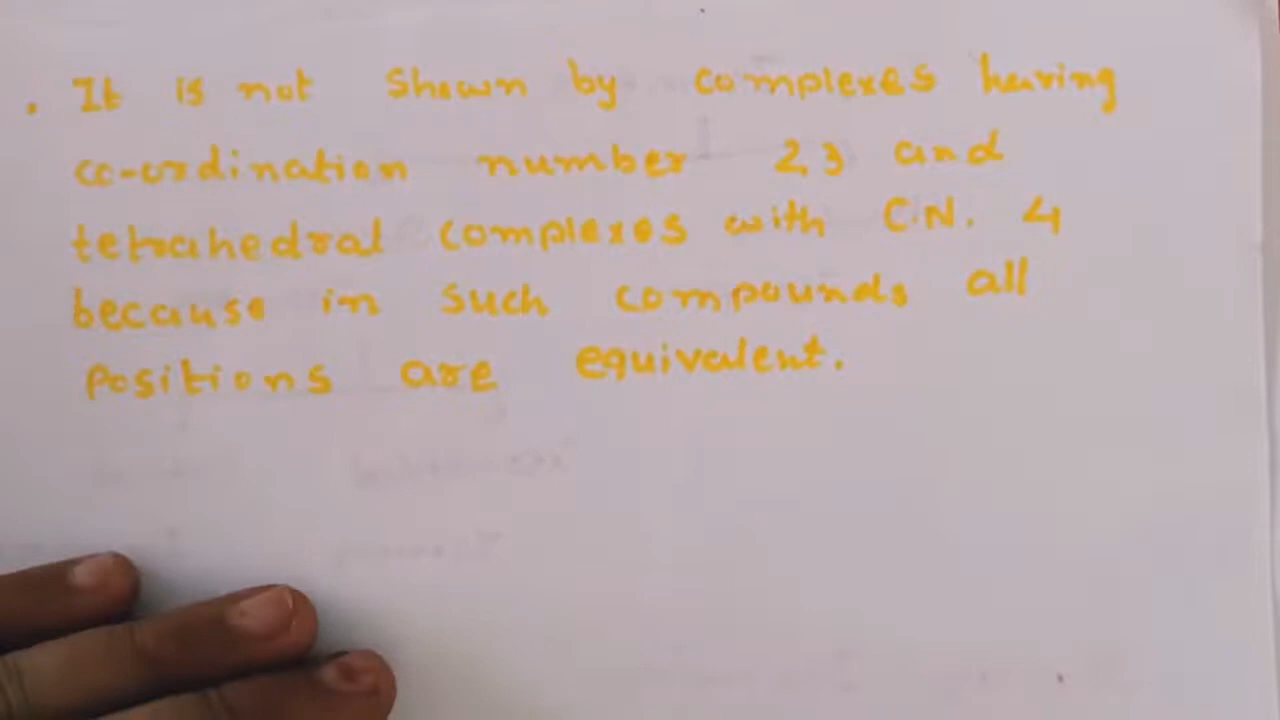 . It is not shown by complexes having
co-ordination number 2,3 and
tetrahedral complexes with C.N. 4
because in such compounds all
positions are equivalent.